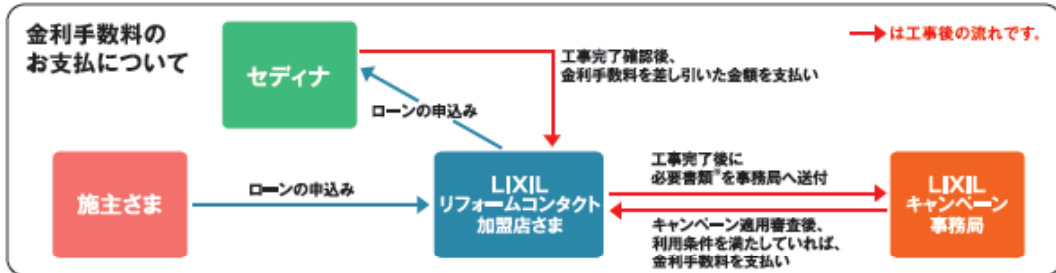 金利手数料の
お支払について
→は工事後の流れです。
セディナ
工事完了確認後、
金利手数料を差し引いた金額を支払い
ローンの申込み
施主さま
ローンの申込み
LIXIL
リフォームコンタクト
加盟店さま
工事完了後に
必要書類※を事務局へ送付
キャンペーン適用審査後、
利用条件を満たしていれば、
金利手数料を支払い
LIXIL
キャンペーン
事務局